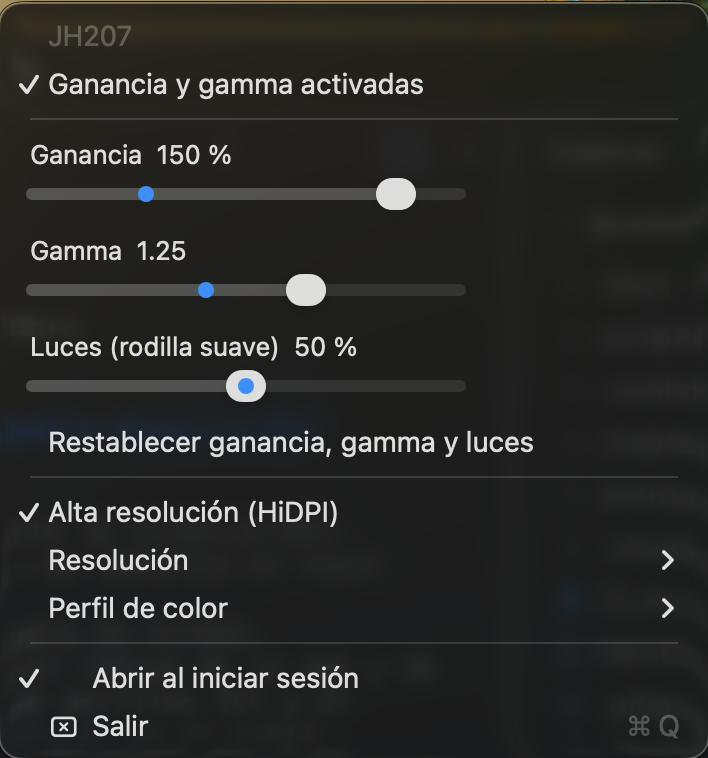 JH207
Ganancia y gamma activadas
Ganancia 150 %
Gamma 1.25
Luces (rodilla suave) 50 %
Restablecer ganancia, gamma y luces
Alta resolución (HiDPI)
Resolución
Perfil de color
Abrir al iniciar sesión
Salir ⌘ Q